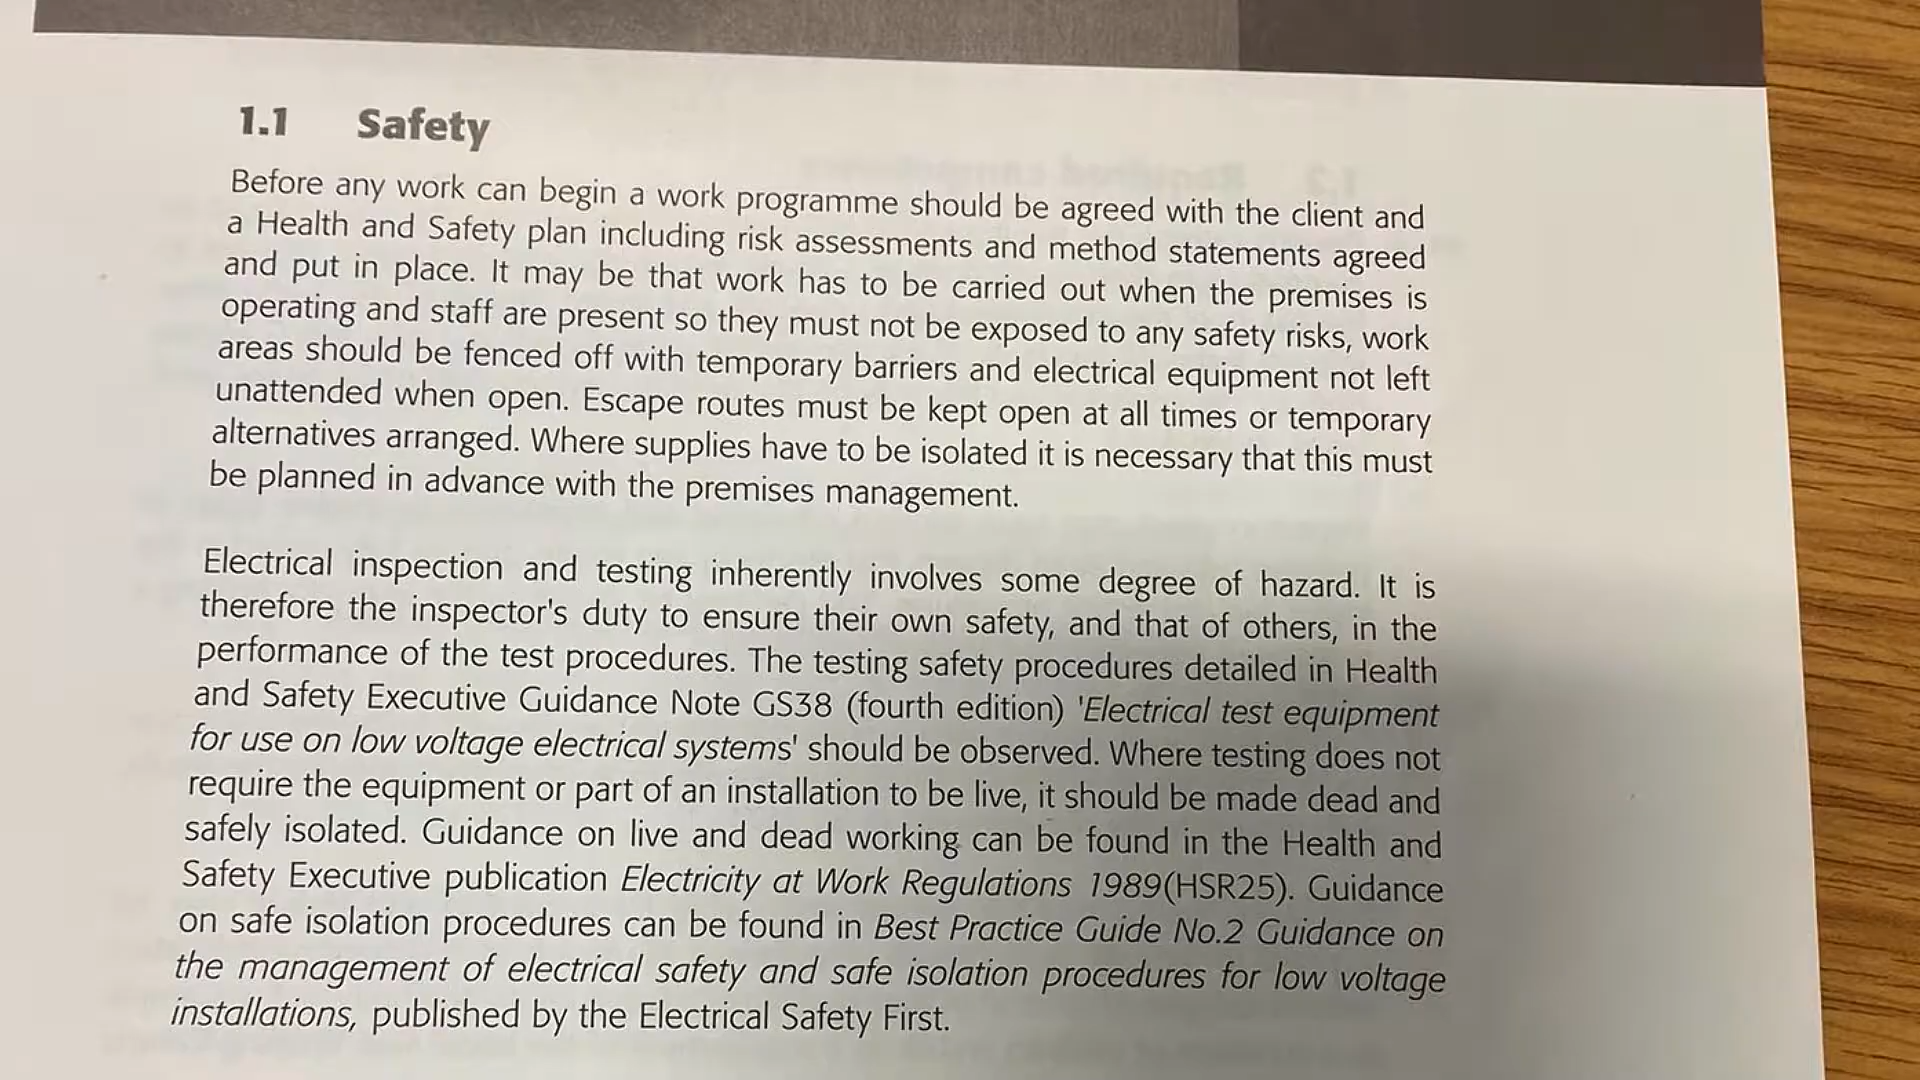 1.1 Safety
Before any work can begin a work programme should be agreed with the client and
a Health and Safety plan including risk assessments and method statements agreed
and put in place. It may be that work has to be carried out when the premises is
operating and staff are present so they must not be exposed to any safety risks, work
areas should be fenced off with temporary barriers and electrical equipment not left
unattended when open. Escape routes must be kept open at all times or temporary
alternatives arranged. Where supplies have to be isolated it is necessary that this must
be planned in advance with the premises management.
Electrical inspection and testing inherently involves some degree of hazard. It is
therefore the inspector's duty to ensure their own safety, and that of others, in the
performance of the test procedures. The testing safety procedures detailed in Health
and Safety Executive Guidance Note GS38 (fourth edition) 'Electrical test equipment
for use on low voltage electrical systems' should be observed. Where testing does not
require the equipment or part of an installation to be live, it should be made dead and
safely isolated. Guidance on live and dead working can be found in the Health and
Safety Executive publication Electricity at Work Regulations 1989(HSR25). Guidance
on safe isolation procedures can be found in Best Practice Guide No.2 Guidance on
the management of electrical safety and safe isolation procedures for low voltage
installations, published by the Electrical Safety First.